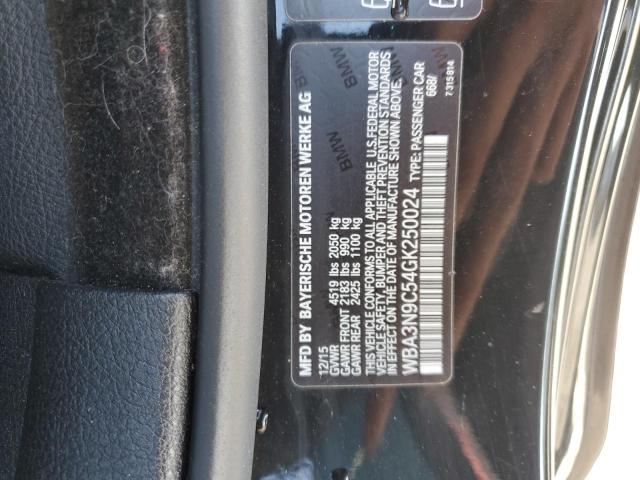 MFD BY BAYERISCHE MOTOREN WERKE AG
12/15
GVWR 4519 lbs 2050 kg
GAWR FRONT 2183 lbs 990 kg
GAWR REAR 2425 lbs 1100 kg
THIS VEHICLE CONFORMS TO ALL APPLICABLE U.S. FEDERAL MOTOR
VEHICLE SAFETY, BUMPER AND THEFT PREVENTION STANDARDS
IN EFFECT ON THE DATE OF MANUFACTURE SHOWN ABOVE.
WBA3N9C54GK250024 TYPE: PASSENGER CAR
668/
7315814
BMW
BMW
BMW
MINI
MINI